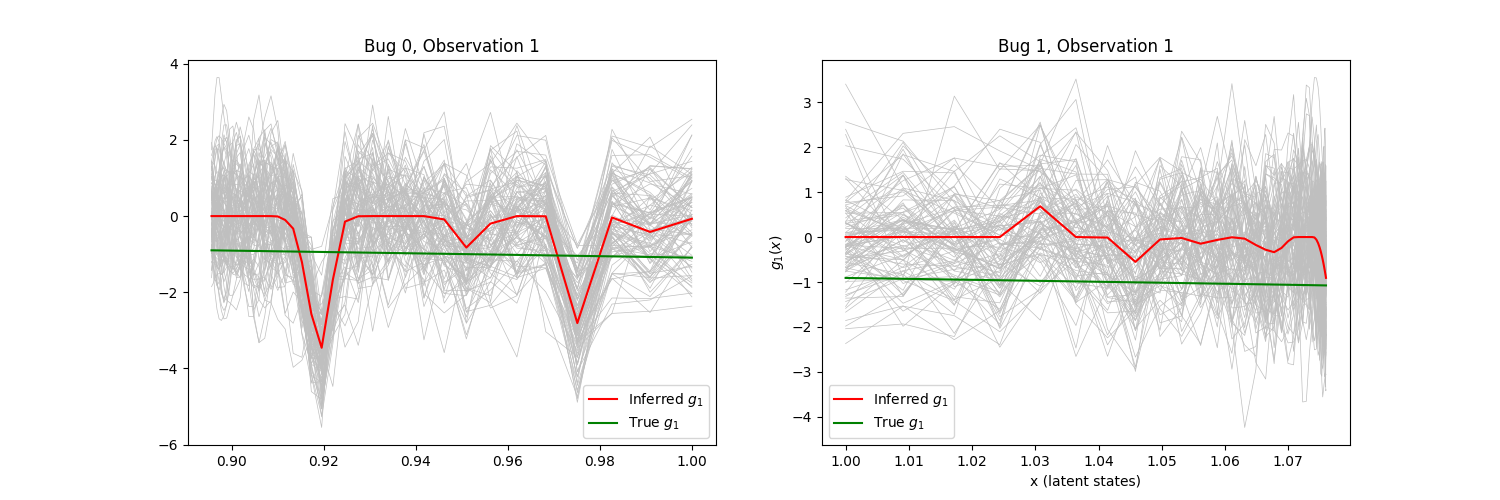 Bug 0, Observation 1
4
2
0
−2
−4
−6
0.90 0.92 0.94 0.96 0.98 1.00
Inferred g₁
True g₁
Bug 1, Observation 1
g₁(x)
3
2
1
0
−1
−2
−3
−4
1.00 1.01 1.02 1.03 1.04 1.05 1.06 1.07
x (latent states)
Inferred g₁
True g₁